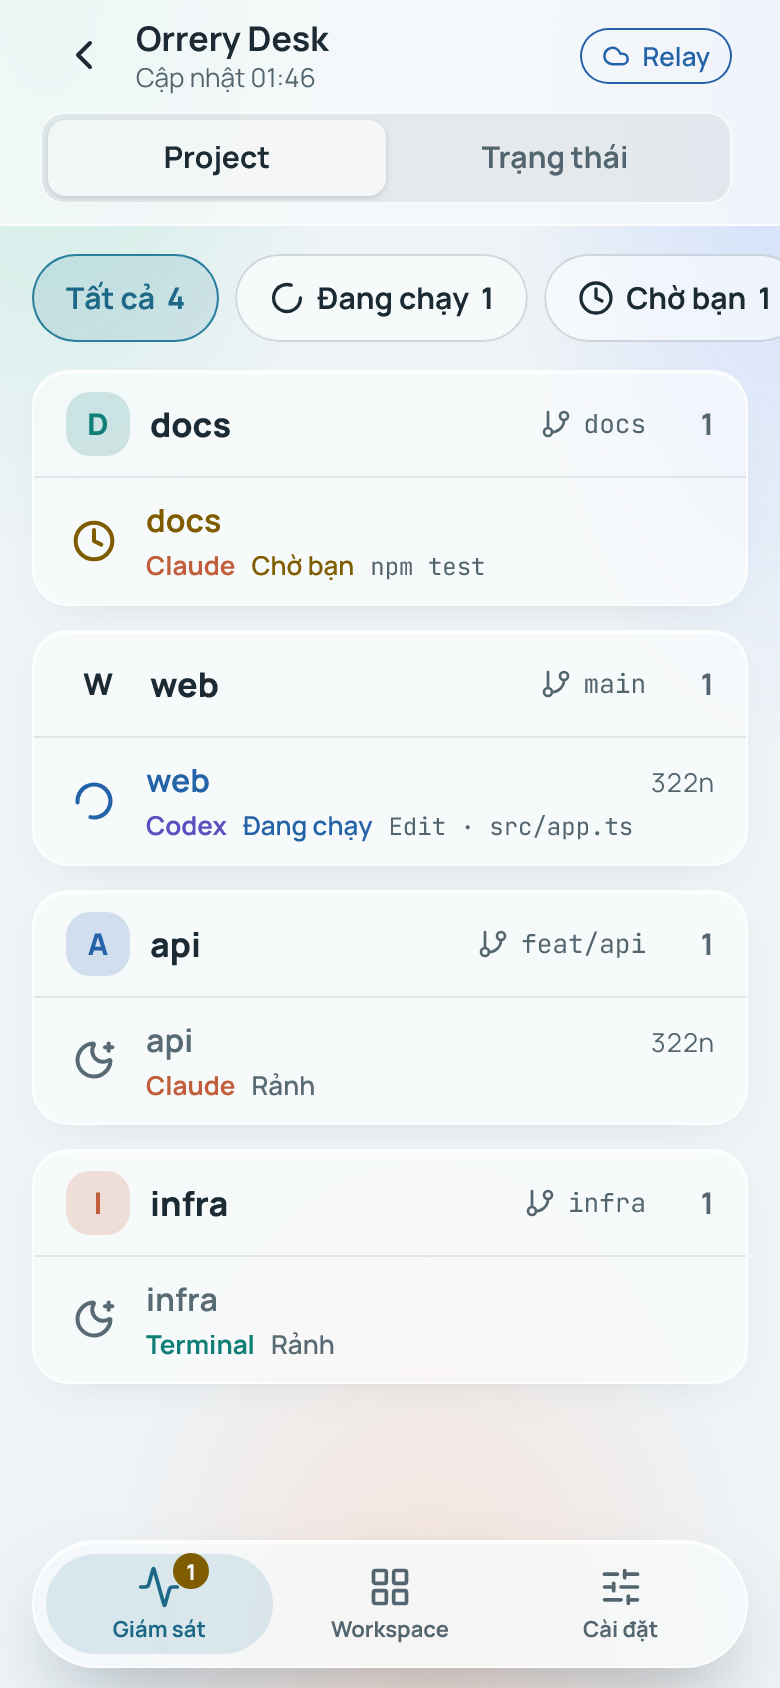 Orrery Desk
Cập nhật 01:46
Relay
Project
Trạng thái
Tất cả 4
Đang chạy 1
Chờ bạn 1
D docs docs 1
docs
Claude Chờ bạn npm test
W web main 1
web 322n
Codex Đang chạy Edit · src/app.ts
A api feat/api 1
api 322n
Claude Rảnh
I infra infra 1
infra
Terminal Rảnh
1
Giám sát
Workspace
Cài đặt